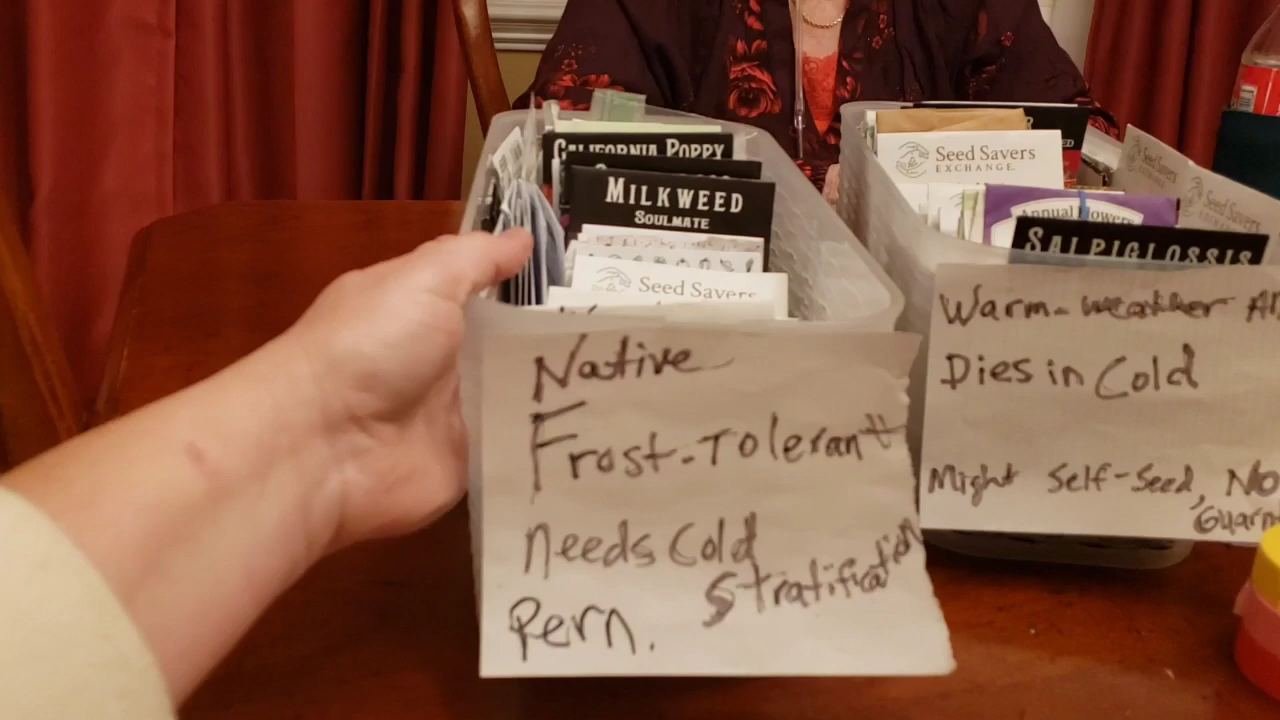 CALIFORNIA POPPY
MILKWEED
SOULMATE
Seed Savers
Native
Frost-Tolerant
Needs Cold
Stratification
Pern.
Seed Savers
EXCHANGE
Seed Savers
Annual Flowers
SALPIGLOSSIS
Warm-weather
Dies in Cold
Might Self-Seed, No